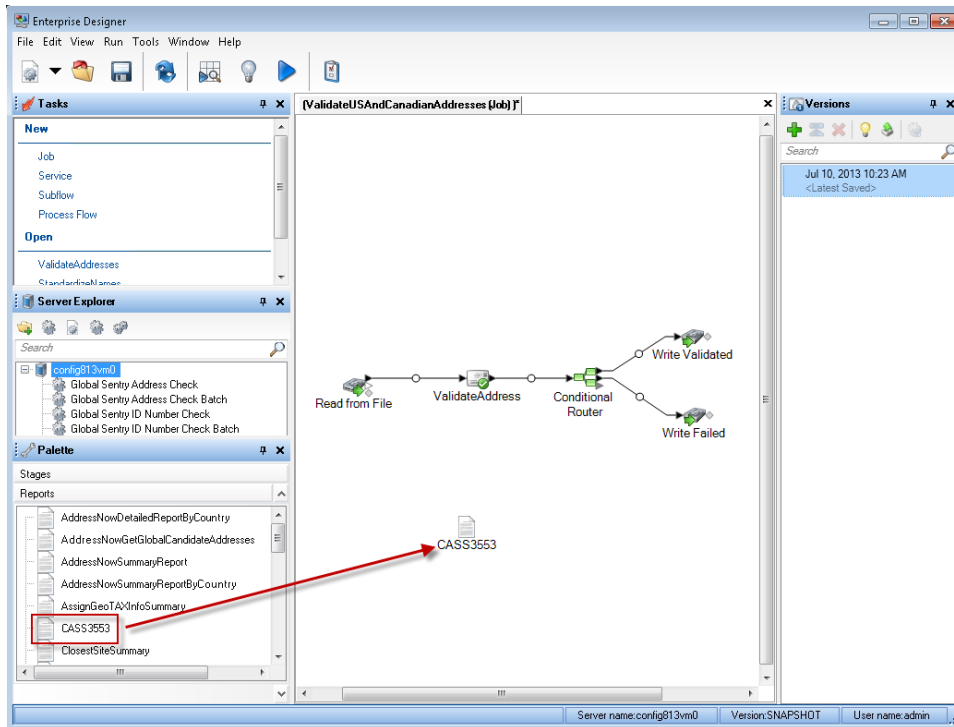 Enterprise Designer
File Edit View Run Tools Window Help
Tasks
New
Job
Service
Subflow
Process Flow
Open
ValidateAddresses
StandardizeNames
Server Explorer
Search
config813vm0
Global Sentry Address Check
Global Sentry Address Check Batch
Global Sentry ID Number Check
Global Sentry ID Number Check Batch
Palette
Stages
Reports
AddressNowDetailedReportByCountry
AddressNowGetGlobalCandidateAddresses
AddressNowSummaryReport
AddressNowSummaryReportByCountry
AssignGeoTAXInfoSummary
CASS3553
ClosestSiteSummary
(ValidateUSAndCanadianAddresses (Job) )*
Read from File
ValidateAddress
Conditional
Router
Write Validated
Write Failed
CASS3553
Versions
Search
Jul 10, 2013 10:23 AM
<Latest Saved>
Server name:config813vm0
Version:SNAPSHOT
User name:admin